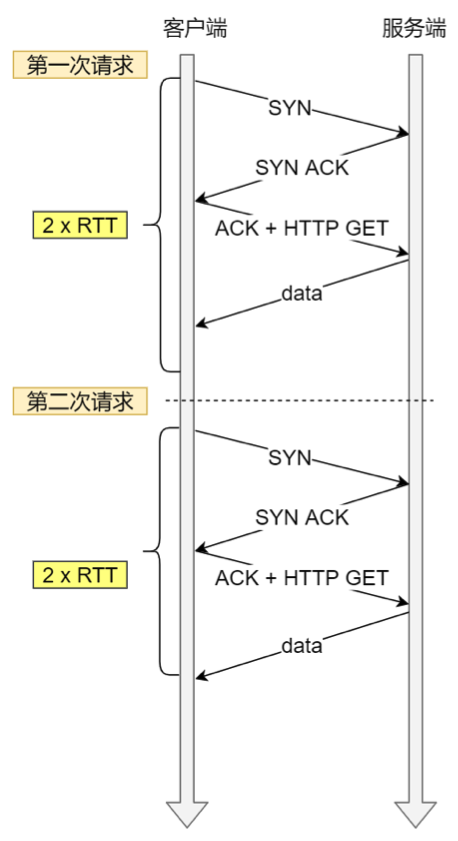 客户端
服务端
第一次请求
SYN
SYN ACK
2 x RTT
ACK + HTTP GET
data
第二次请求
SYN
SYN ACK
2 x RTT
ACK + HTTP GET
data